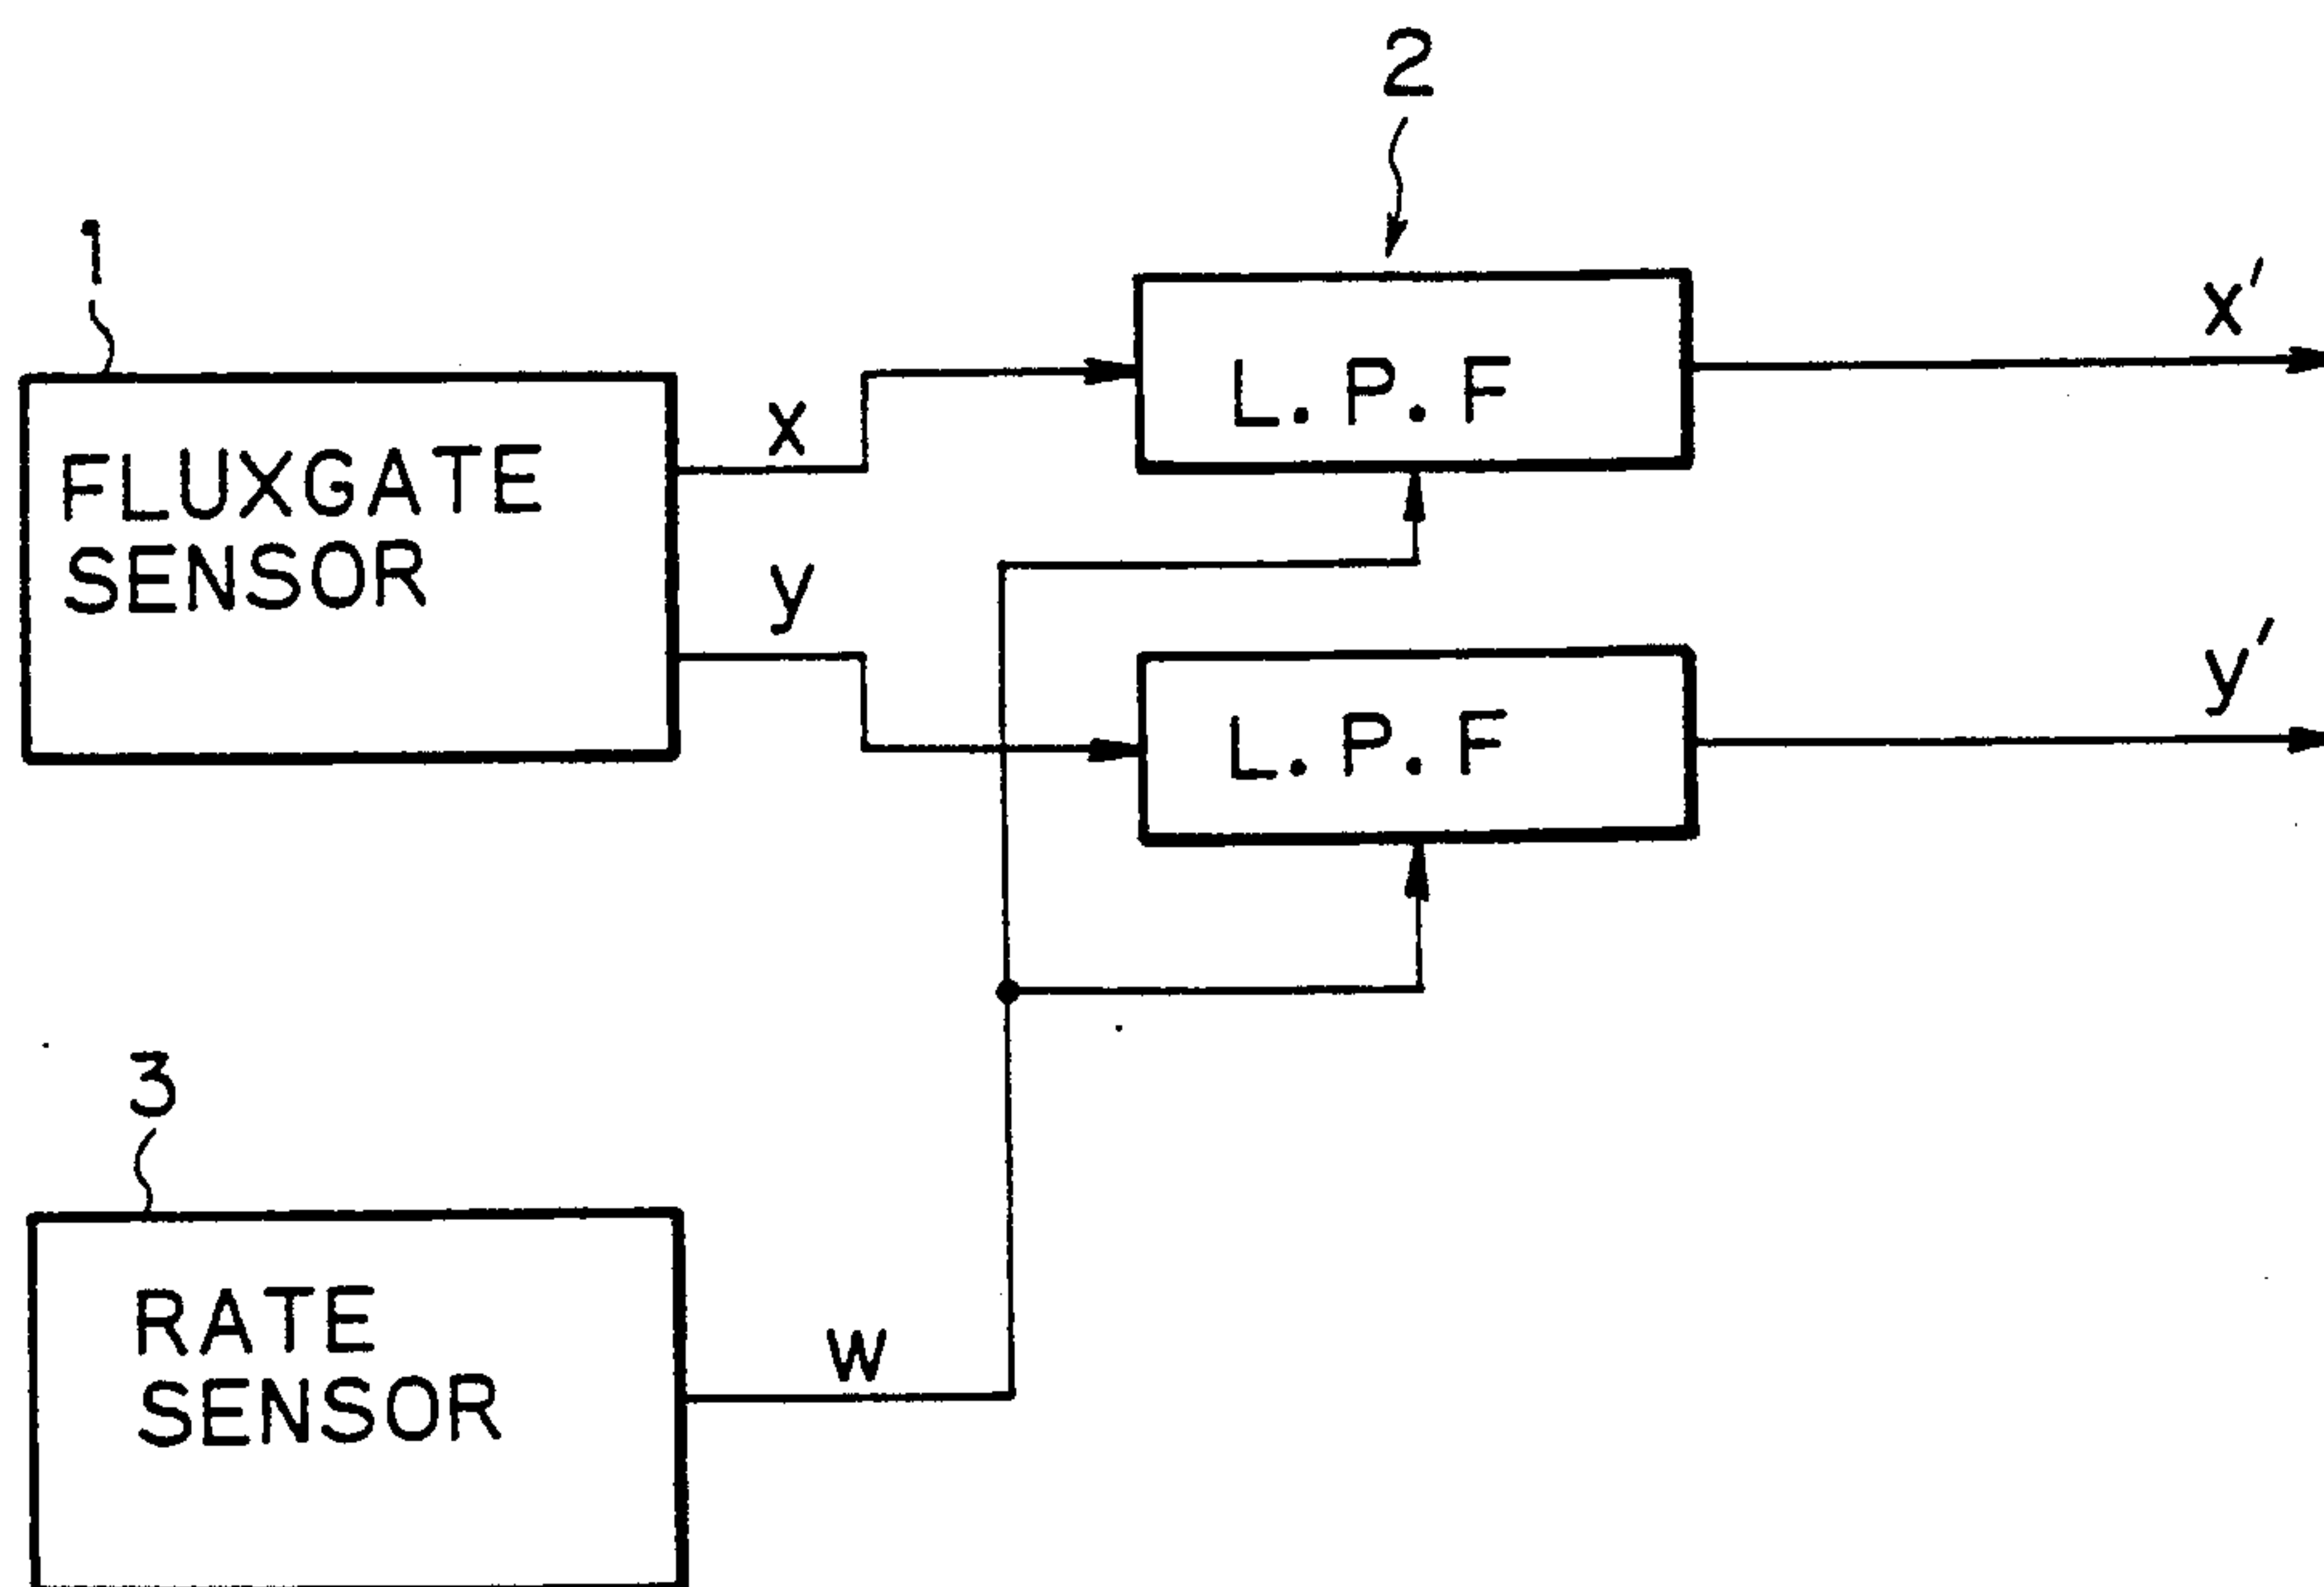 2
1
L.P.F
x'
FLUXGATE
SENSOR
x
y
L.P.F
y'
3
RATE
SENSOR
w